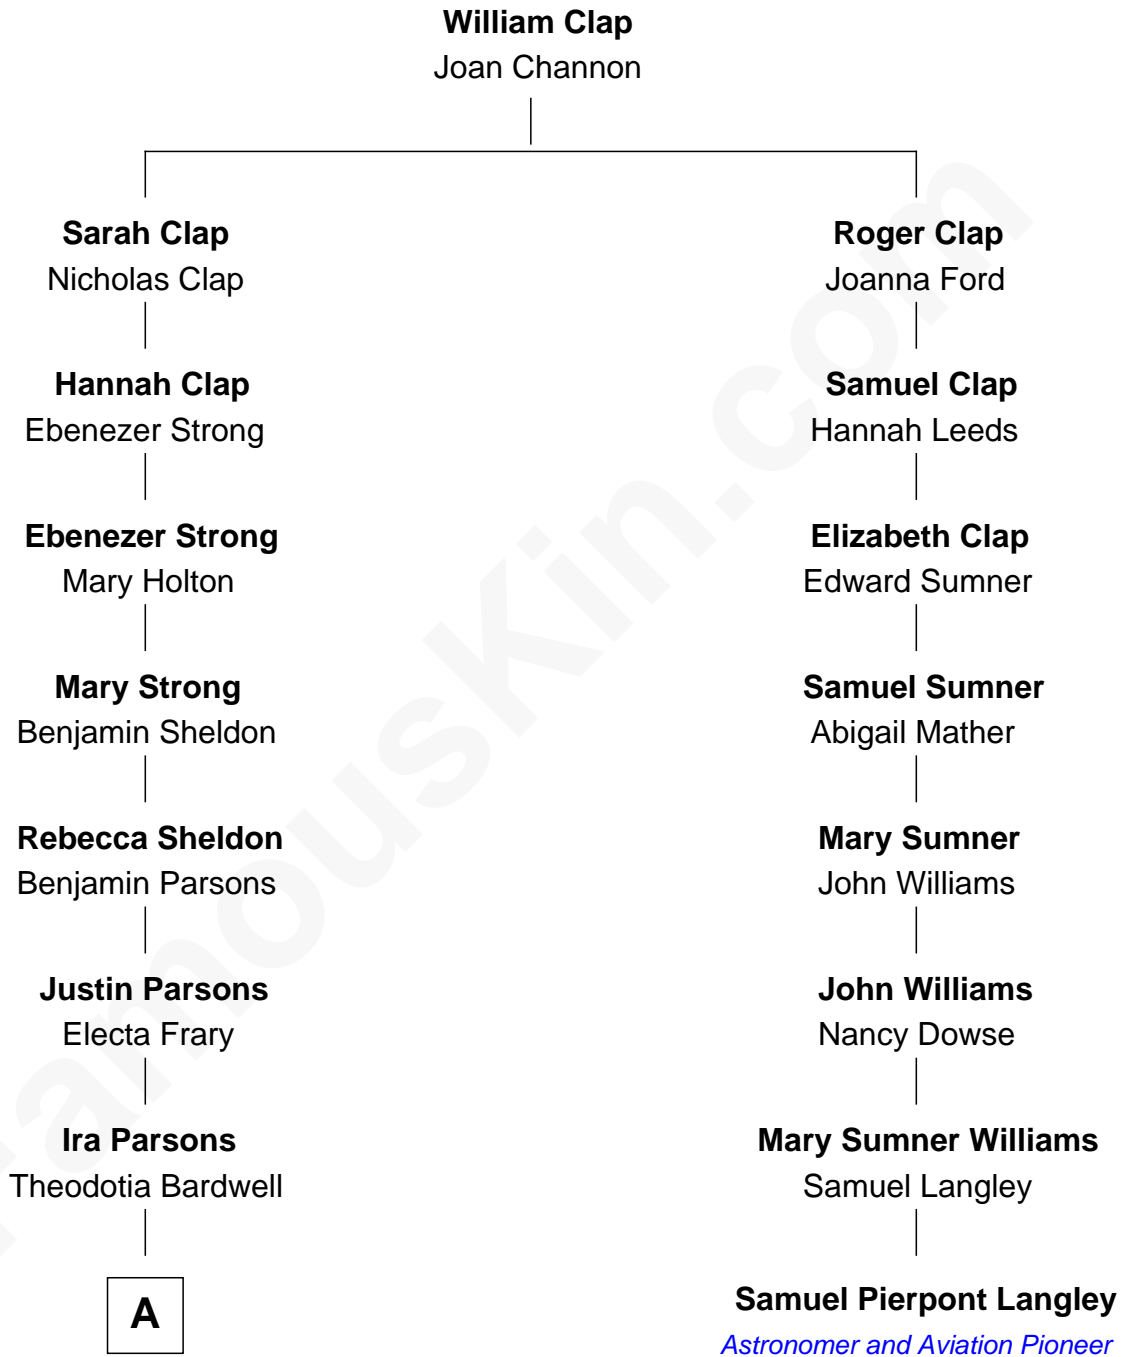 William Clap
Joan Channon
Sarah Clap
Nicholas Clap
Roger Clap
Joanna Ford
Hannah Clap
Ebenezer Strong
Samuel Clap
Hannah Leeds
Ebenezer Strong
Mary Holton
Elizabeth Clap
Edward Sumner
Mary Strong
Benjamin Sheldon
Samuel Sumner
Abigail Mather
Rebecca Sheldon
Benjamin Parsons
Mary Sumner
John Williams
Justin Parsons
Electa Frary
John Williams
Nancy Dowse
Ira Parsons
Theodotia Bardwell
Mary Sumner Williams
Samuel Langley
A
Samuel Pierpont Langley
Astronomer and Aviation Pioneer
FamousKin.com